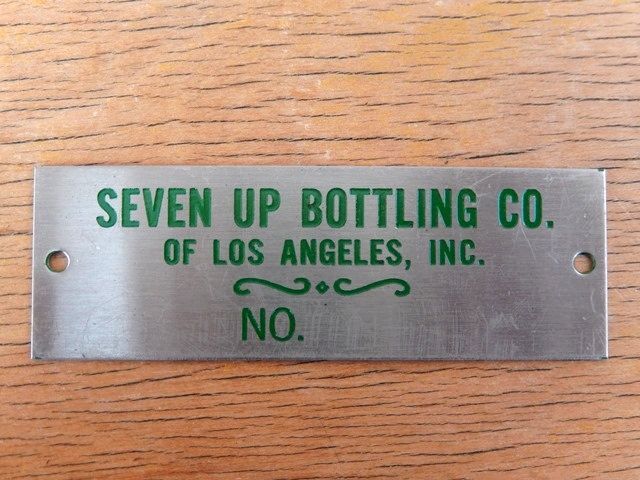 SEVEN UP BOTTLING CO.
OF LOS ANGELES, INC.
NO.